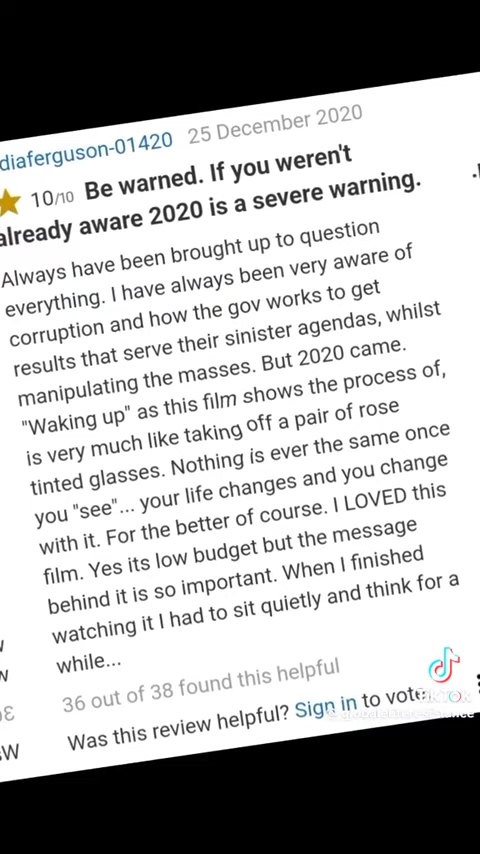 diaferguson-01420 25 December 2020
10/10 Be warned. If you weren't
already aware 2020 is a severe warning.
Always have been brought up to question
everything. I have always been very aware of
corruption and how the gov works to get
results that serve their sinister agendas, whilst
manipulating the masses. But 2020 came.
"Waking up" as this film shows the process of,
is very much like taking off a pair of rose
tinted glasses. Nothing is ever the same once
you "see"... your life changes and you change
with it. For the better of course. I LOVED this
film. Yes its low budget but the message
behind it is so important. When I finished
watching it I had to sit quietly and think for a
while...
36 out of 38 found this helpful
Was this review helpful? Sign in to vote.
TikTok